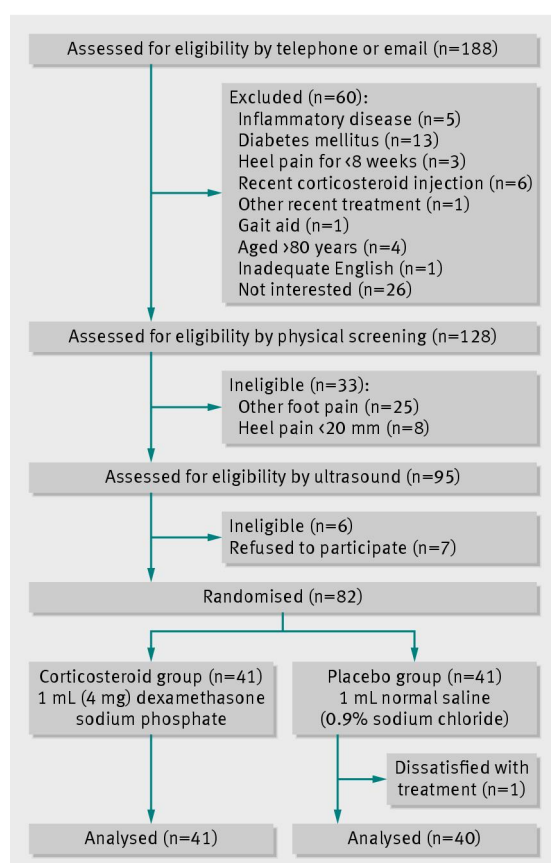 Assessed for eligibility by telephone or email (n=188)
Excluded (n=60):
Inflammatory disease (n=5)
Diabetes mellitus (n=13)
Heel pain for <8 weeks (n=3)
Recent corticosteroid injection (n=6)
Other recent treatment (n=1)
Gait aid (n=1)
Aged >80 years (n=4)
Inadequate English (n=1)
Not interested (n=26)
Assessed for eligibility by physical screening (n=128)
Ineligible (n=33):
Other foot pain (n=25)
Heel pain <20 mm (n=8)
Assessed for eligibility by ultrasound (n=95)
Ineligible (n=6)
Refused to participate (n=7)
Randomised (n=82)
Corticosteroid group (n=41)
1 mL (4 mg) dexamethasone
sodium phosphate
Placebo group (n=41)
1 mL normal saline
(0.9% sodium chloride)
Dissatisfied with
treatment (n=1)
Analysed (n=41)
Analysed (n=40)